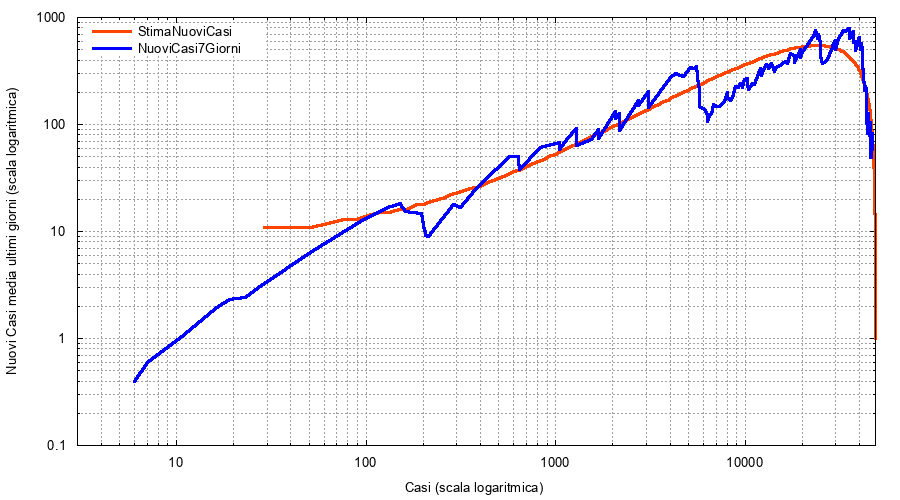 1000
StimaNuoviCasi
NuoviCasi7Giorni
100
10
1
0.1
Nuovi Casi media ultimi giorni (scala logaritmica)
10
100
1000
10000
Casi (scala logaritmica)